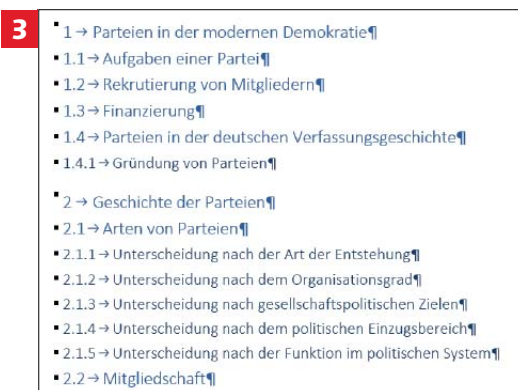 3
1→Parteien in der modernen Demokratie¶
1.1→Aufgaben einer Partei¶
1.2→Rekrutierung von Mitgliedern¶
1.3→Finanzierung¶
1.4→Parteien in der deutschen Verfassungsgeschichte¶
1.4.1→Gründung von Parteien¶
2→Geschichte der Parteien¶
2.1→Arten von Parteien¶
2.1.1→Unterscheidung nach der Art der Entstehung¶
2.1.2→Unterscheidung nach dem Organisationsgrad¶
2.1.3→Unterscheidung nach gesellschaftspolitischen Zielen¶
2.1.4→Unterscheidung nach dem politischen Einzugsbereich¶
2.1.5→Unterscheidung nach der Funktion im politischen System¶
2.2→Mitgliedschaft¶